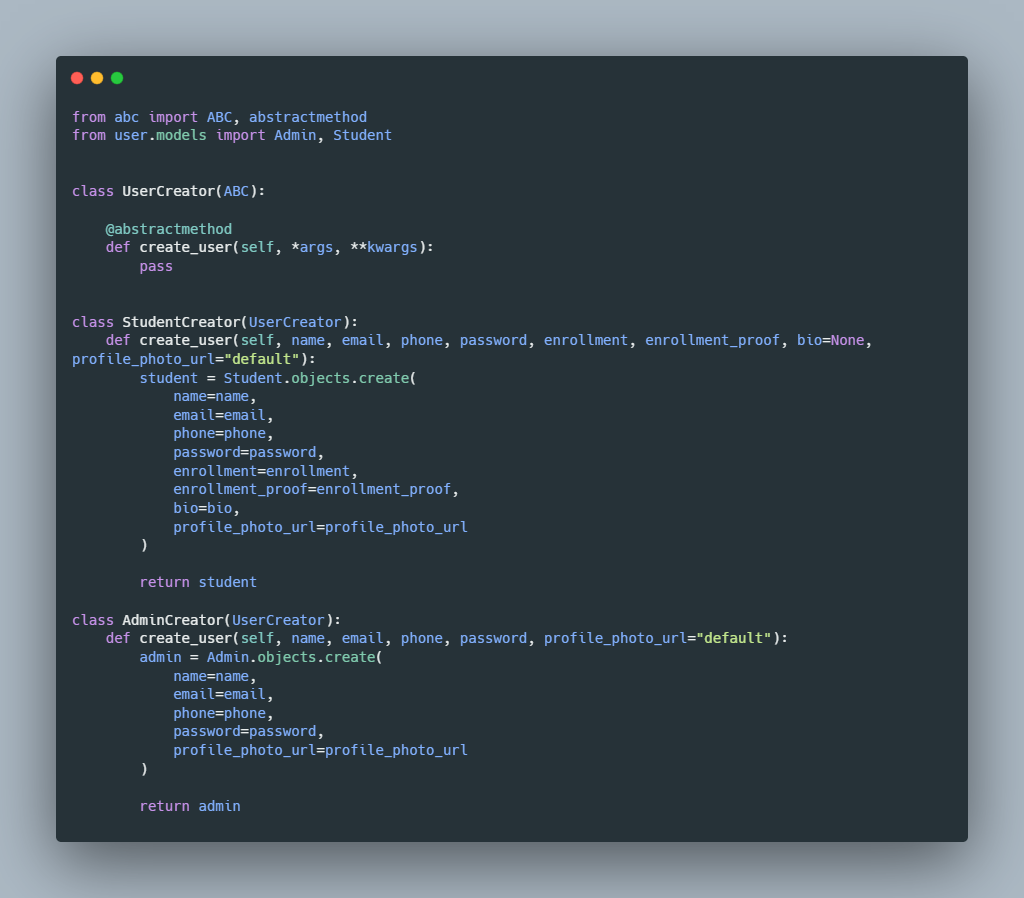 from abc import ABC, abstractmethod
from user.models import Admin, Student
class UserCreator(ABC):
    @abstractmethod
    def create_user(self, *args, **kwargs):
        pass
class StudentCreator(UserCreator):
    def create_user(self, name, email, phone, password, enrollment, enrollment_proof, bio=None,
profile_photo_url="default"):
        student = Student.objects.create(
            name=name,
            email=email,
            phone=phone,
            password=password,
            enrollment=enrollment,
            enrollment_proof=enrollment_proof,
            bio=bio,
            profile_photo_url=profile_photo_url
        )
        return student
class AdminCreator(UserCreator):
    def create_user(self, name, email, phone, password, profile_photo_url="default"):
        admin = Admin.objects.create(
            name=name,
            email=email,
            phone=phone,
            password=password,
            profile_photo_url=profile_photo_url
        )
        return admin